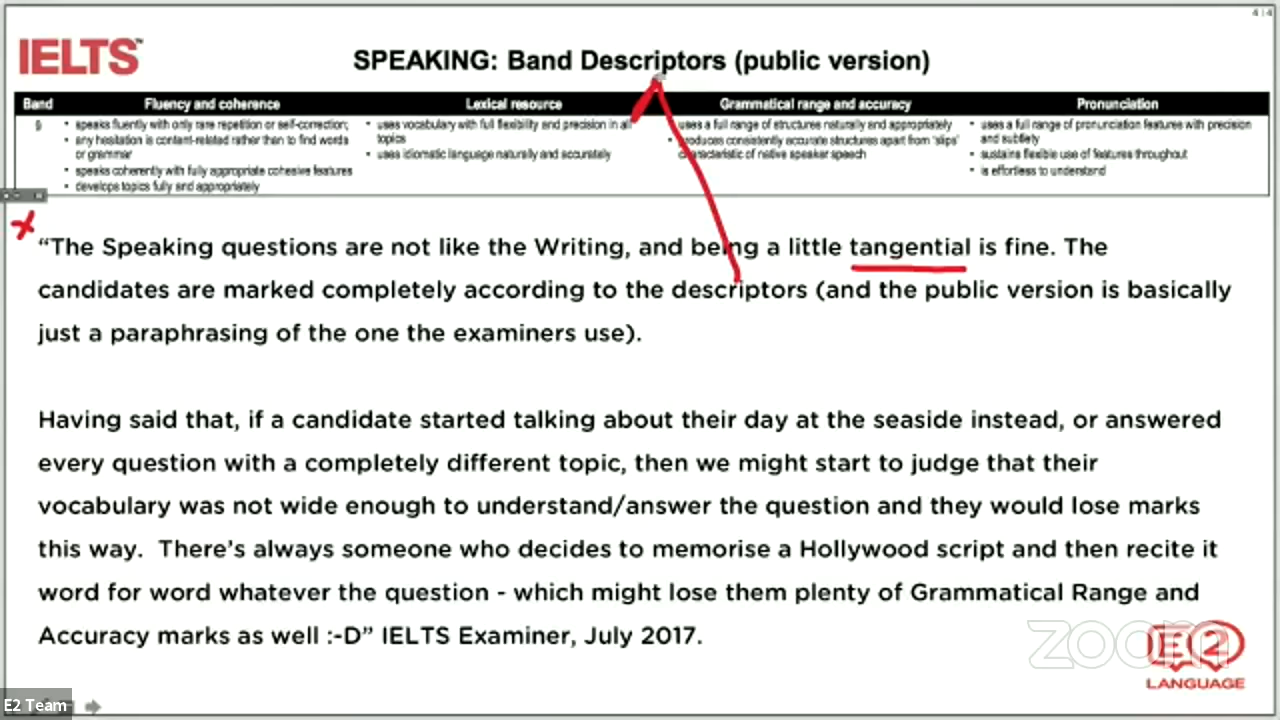 4 | 4
IELTS™
SPEAKING: Band Descriptors (public version)
Band Fluency and coherence Lexical resource Grammatical range and accuracy Pronunciation
9
• speaks fluently with only rare repetition or self-correction;
• any hesitation is content-related rather than to find words
or grammar
• speaks coherently with fully appropriate cohesive features
• develops topics fully and appropriately
• uses vocabulary with full flexibility and precision in all
topics
• uses idiomatic language naturally and accurately
uses a full range of structures naturally and appropriately
• produces consistently accurate structures apart from ‘slips’
characteristic of native speaker speech
• uses a full range of pronunciation features with precision
and subtlety
• sustains flexible use of features throughout
• is effortless to understand
“The Speaking questions are not like the Writing, and being a little tangential is fine. The
candidates are marked completely according to the descriptors (and the public version is basically
just a paraphrasing of the one the examiners use).
Having said that, if a candidate started talking about their day at the seaside instead, or answered
every question with a completely different topic, then we might start to judge that their
vocabulary was not wide enough to understand/answer the question and they would lose marks
this way. There’s always someone who decides to memorise a Hollywood script and then recite it
word for word whatever the question - which might lose them plenty of Grammatical Range and
Accuracy marks as well :-D” IELTS Examiner, July 2017.
zoom
E2
LANGUAGE
E2 Team